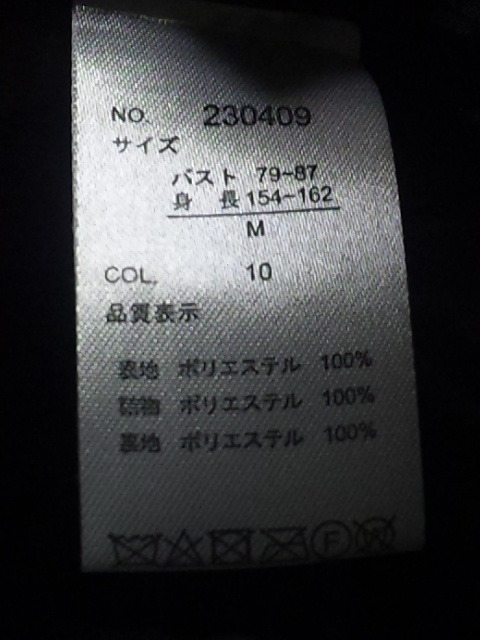 NO. 230409
サイズ
バスト 79-87
身長 154-162
M
COL. 10
品質表示
表地 ポリエステル 100%
詰物 ポリエステル 100%
裏地 ポリエステル 100%
F W